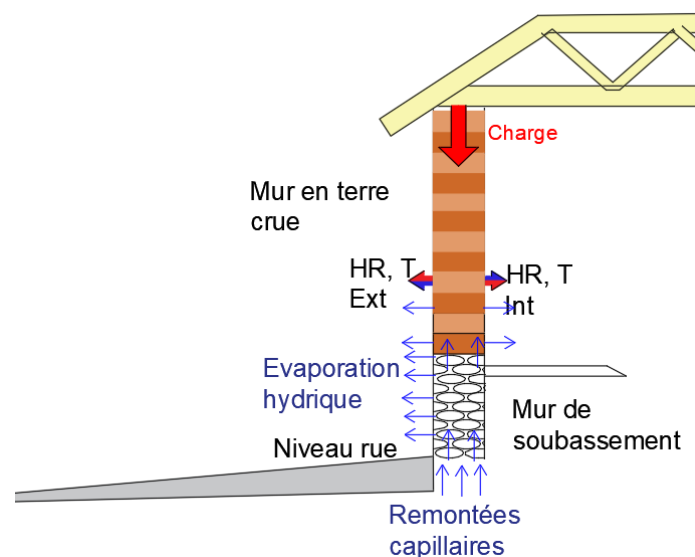 Charge
Mur en terre
crue
HR, T
Ext
HR, T
Int
Evaporation
hydrique
Mur de
soubassement
Niveau rue
Remontées
capillaires